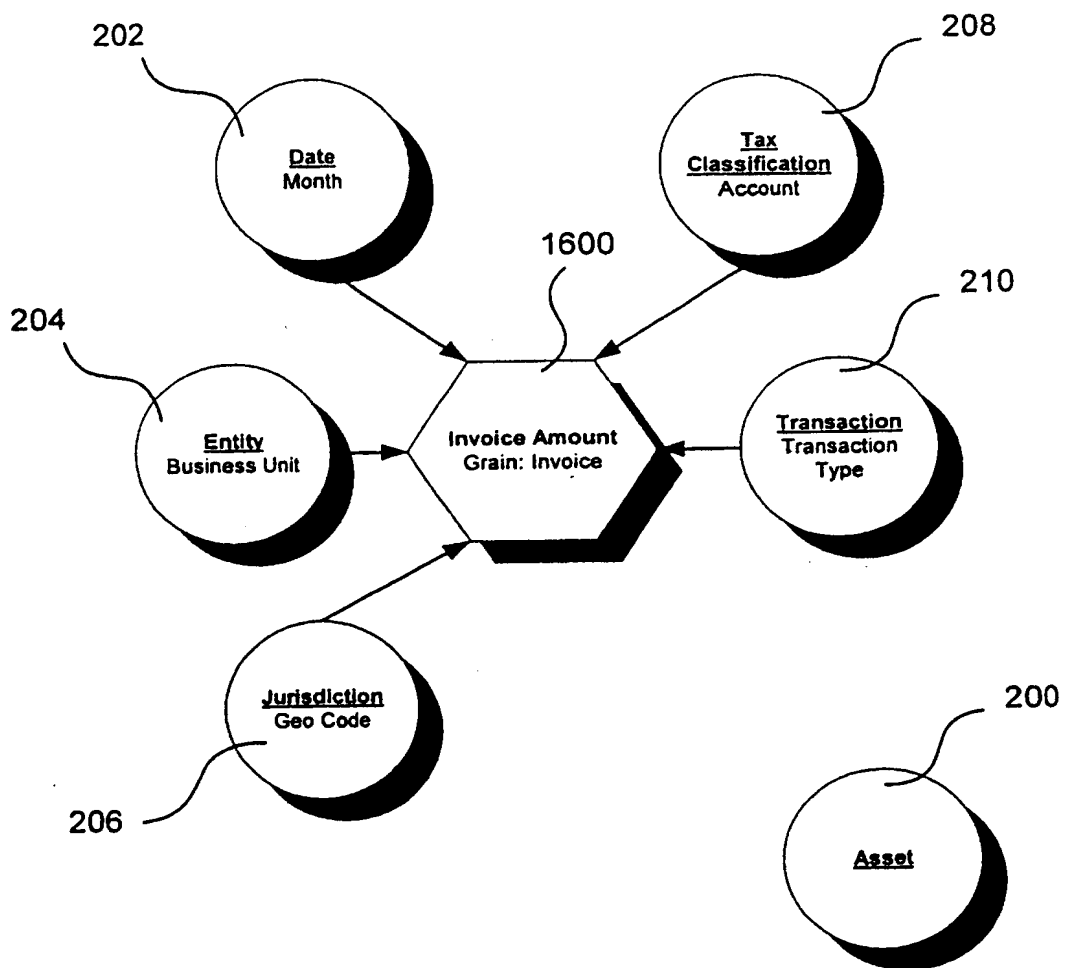 202
208
Date
Month
Tax
Classification
Account
1600
210
204
Entity
Business Unit
Invoice Amount
Grain: Invoice
Transaction
Transaction
Type
Jurisdiction
Geo Code
200
206
Asset